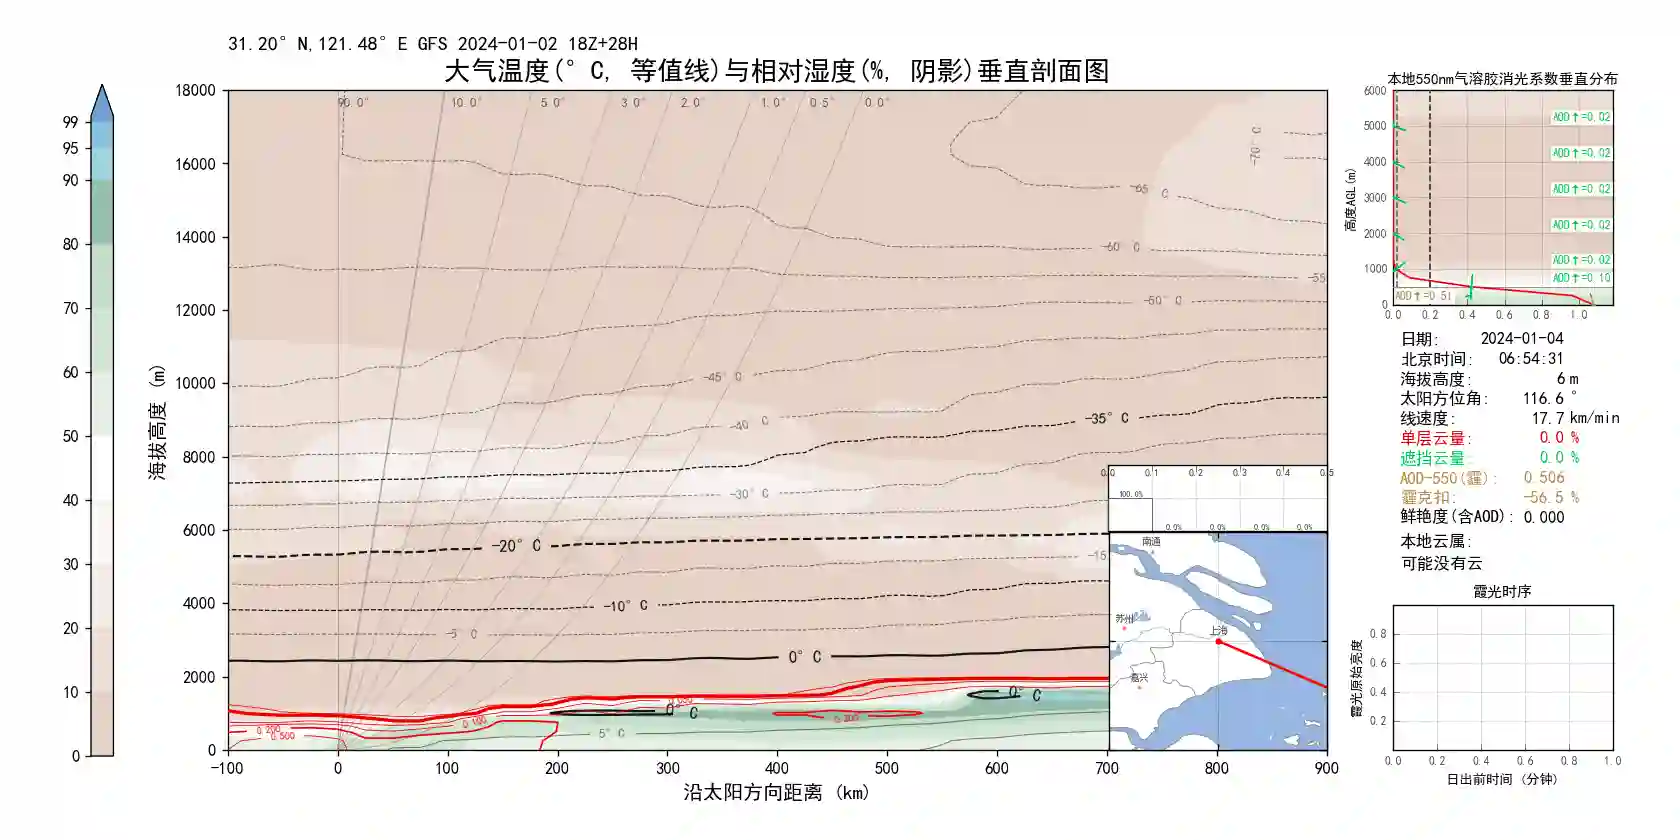 31.20° N,121.48° E GFS 2024-01-02 18Z+28H
大气温度(° C, 等值线)与相对湿度(%, 阴影)垂直剖面图
99
95
90
80
70
60
50
40
30
20
10
0
海拔高度 (m)
18000
16000
14000
12000
10000
8000
6000
4000
2000
0
90.0° 10.0° 5.0° 3.0° 2.0° 1.0° 0.5° 0.0°
-70° C
-65° C
-60° C
-55
-50° C
-45° C
-40° C
-35° C
-30° C
-20° C
-15
-10° C
-5° C
0° C
0° C
0° C
5° C
0.200
0.500
0.100
0.200
-100 0 100 200 300 400 500 600 700 800 900
沿太阳方向距离 (km)
0.0 0.1 0.2 0.3 0.4 0.5
100.0%
0.0% 0.0% 0.0% 0.0%
南通
苏州
上海
嘉兴
本地550nm气溶胶消光系数垂直分布
高度AGL(m)
6000
5000
4000
3000
2000
1000
0
AOD↑=0.02
AOD↑=0.02
AOD↑=0.02
AOD↑=0.02
AOD↑=0.02
AOD↑=0.10
AOD↑=0.51
0.0 0.2 0.4 0.6 0.8 1.0
日期: 2024-01-04
北京时间: 06:54:31
海拔高度: 6 m
太阳方位角: 116.6 °
线速度: 17.7 km/min
单层云量: 0.0 %
遮挡云量: 0.0 %
AOD-550(霾): 0.506
霾克扣: -56.5 %
鲜艳度(含AOD): 0.000
本地云属:
可能没有云
霞光时序
霞光原始亮度
0.8
0.6
0.4
0.2
0.0 0.2 0.4 0.6 0.8 1.0
日出前时间 (分钟)